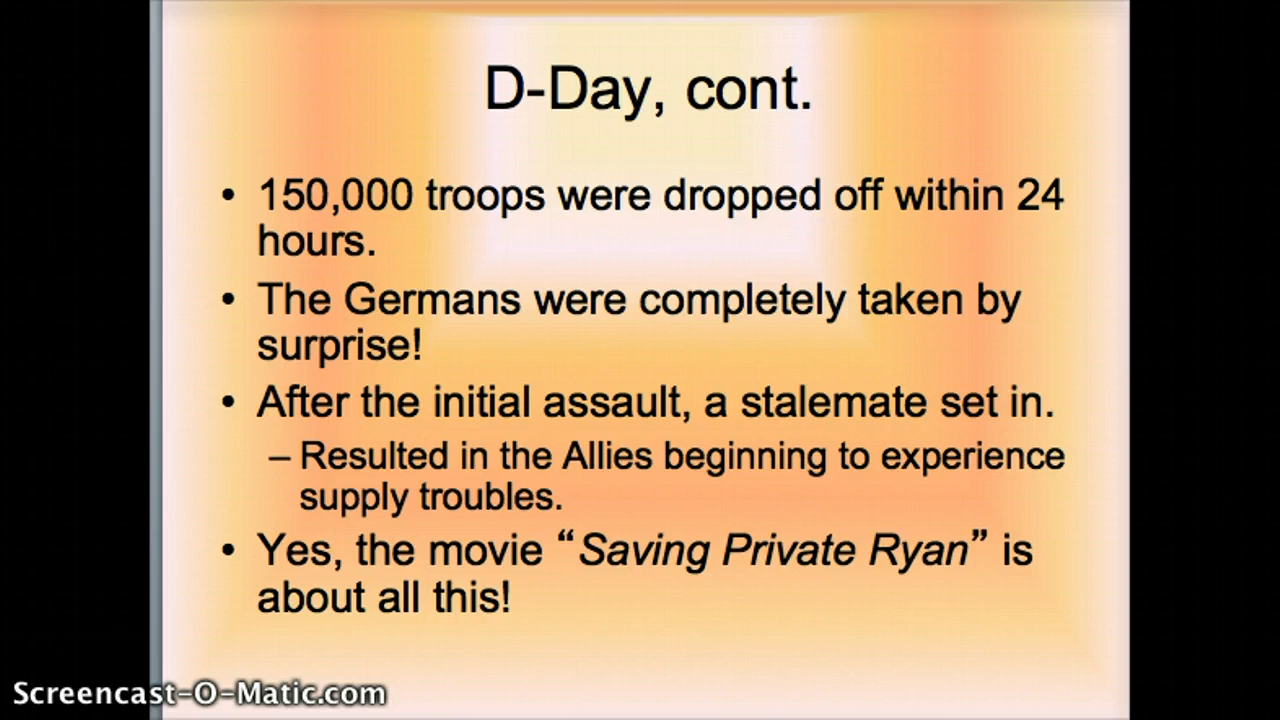 D-Day, cont.
• 150,000 troops were dropped off within 24
hours.
• The Germans were completely taken by
surprise!
• After the initial assault, a stalemate set in.
– Resulted in the Allies beginning to experience
supply troubles.
• Yes, the movie “Saving Private Ryan” is
about all this!
Screencast-O-Matic.com